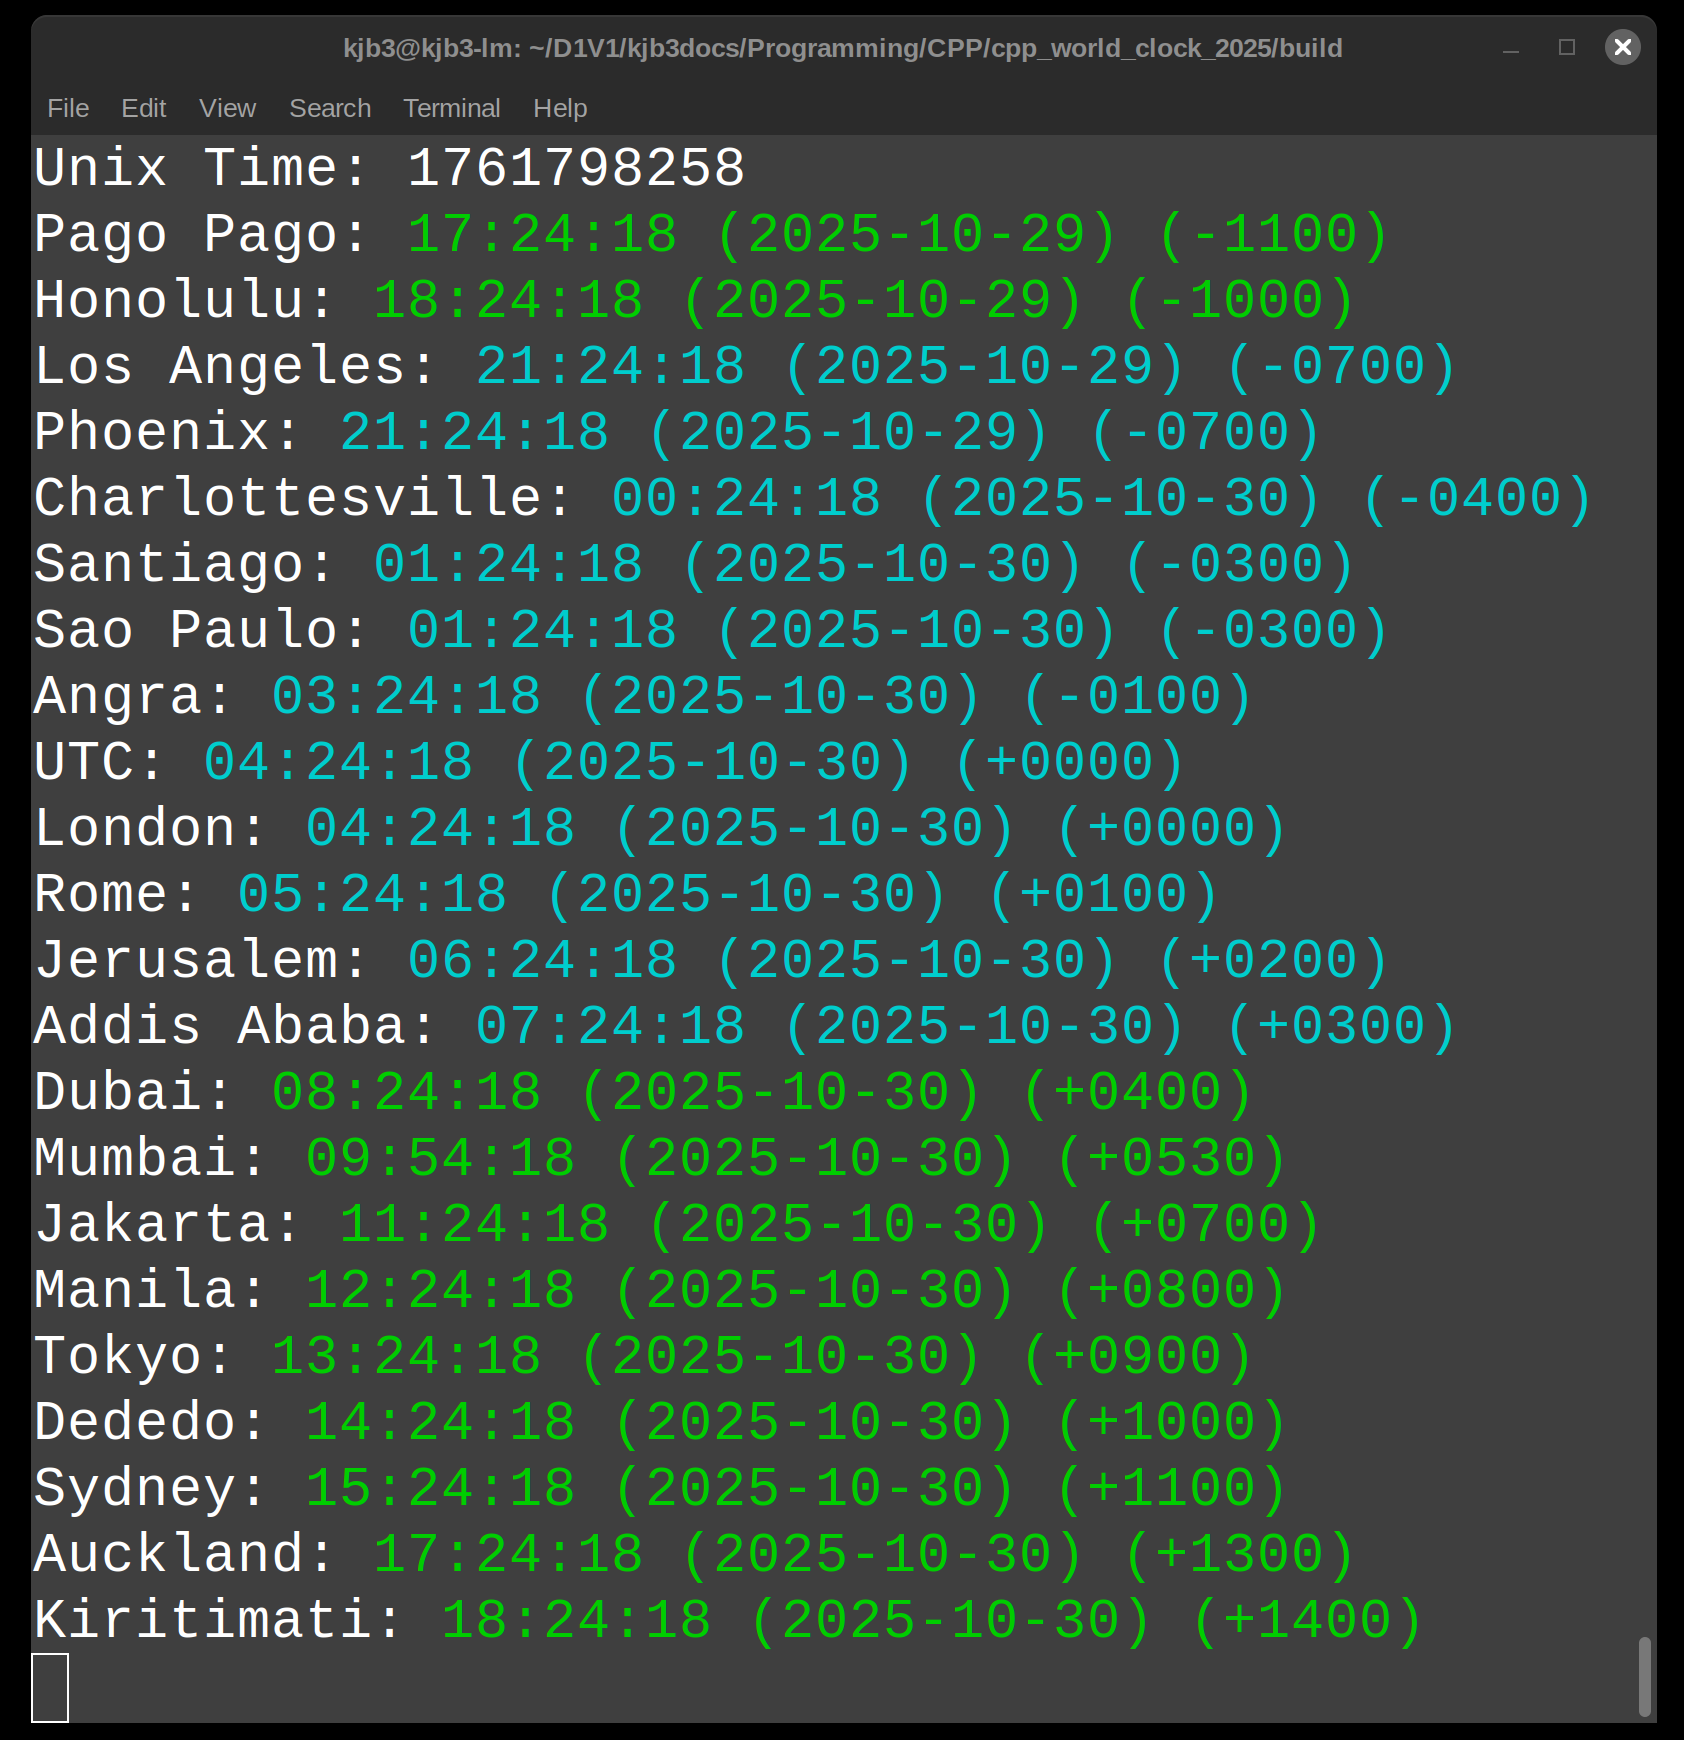 kjb3@kjb3-lm: ~/D1V1/kjb3docs/Programming/CPP/cpp_world_clock_2025/build
File Edit View Search Terminal Help
Unix Time: 1761798258
Pago Pago: 17:24:18 (2025-10-29) (-1100)
Honolulu: 18:24:18 (2025-10-29) (-1000)
Los Angeles: 21:24:18 (2025-10-29) (-0700)
Phoenix: 21:24:18 (2025-10-29) (-0700)
Charlottesville: 00:24:18 (2025-10-30) (-0400)
Santiago: 01:24:18 (2025-10-30) (-0300)
Sao Paulo: 01:24:18 (2025-10-30) (-0300)
Angra: 03:24:18 (2025-10-30) (-0100)
UTC: 04:24:18 (2025-10-30) (+0000)
London: 04:24:18 (2025-10-30) (+0000)
Rome: 05:24:18 (2025-10-30) (+0100)
Jerusalem: 06:24:18 (2025-10-30) (+0200)
Addis Ababa: 07:24:18 (2025-10-30) (+0300)
Dubai: 08:24:18 (2025-10-30) (+0400)
Mumbai: 09:54:18 (2025-10-30) (+0530)
Jakarta: 11:24:18 (2025-10-30) (+0700)
Manila: 12:24:18 (2025-10-30) (+0800)
Tokyo: 13:24:18 (2025-10-30) (+0900)
Dededo: 14:24:18 (2025-10-30) (+1000)
Sydney: 15:24:18 (2025-10-30) (+1100)
Auckland: 17:24:18 (2025-10-30) (+1300)
Kiritimati: 18:24:18 (2025-10-30) (+1400)